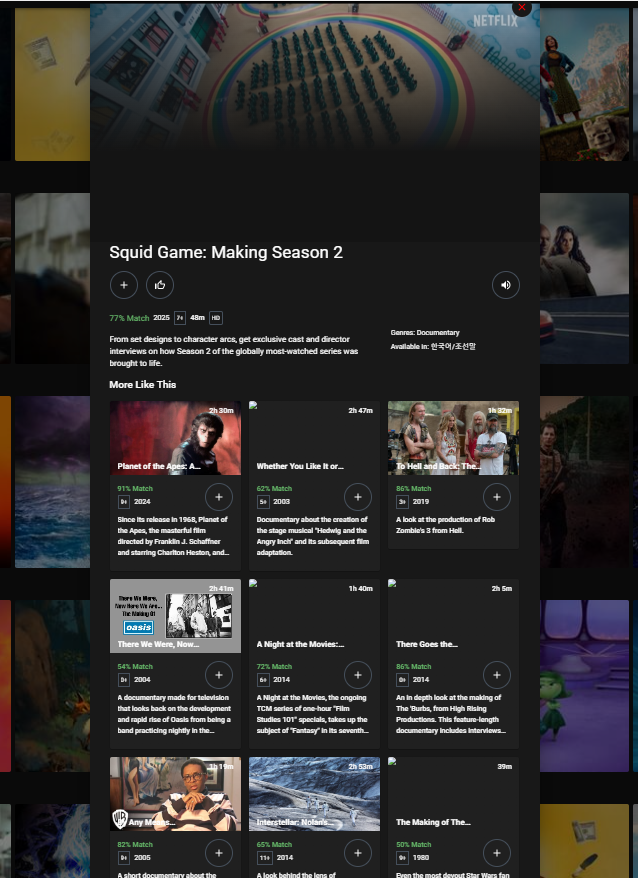 NETFLIX
Squid Game: Making Season 2
77% Match 2025 7+ 48m HD
From set designs to character arcs, get exclusive cast and director
interviews on how Season 2 of the globally most-watched series was
brought to life.
Genres: Documentary
Available in: 한국어/조선말
More Like This
2h 30m
Planet of the Apes: A...
91% Match
9+ 2024
Since its release in 1968, Planet of
the Apes, the masterful film
directed by Franklin J. Schaffner
and starring Charlton Heston, and...
2h 47m
Whether You Like It or...
62% Match
5+ 2003
Documentary about the creation of
the stage musical "Hedwig and the
Angry Inch" and its subsequent film
adaptation.
1h 32m
To Hell and Back: The...
86% Match
3+ 2019
A look at the production of Rob
Zombie's 3 from Hell.
2h 41m
There We Were,
Now Here We Are...
The Making Of
oasis
There We Were, Now...
54% Match
9+ 2004
A documentary made for television
that looks back on the development
and rapid rise of Oasis from being a
band practicing nightly in the...
1h 40m
A Night at the Movies:...
72% Match
6+ 2014
A Night at the Movies, the ongoing
TCM series of one-hour "Film
Studies 101" specials, takes up the
subject of "Fantasy" in its seventh...
2h 5m
There Goes the...
86% Match
8+ 2014
An in depth look at the making of
The 'Burbs, from High Rising
Productions. This feature-length
documentary includes interviews...
1h 19m
Any Means...
82% Match
9+ 2005
A short documentary about the
2h 53m
Interstellar: Nolan's...
65% Match
11+ 2014
A look behind the lens of
39m
The Making of The...
50% Match
9+ 1980
Even the most devout Star Wars fan